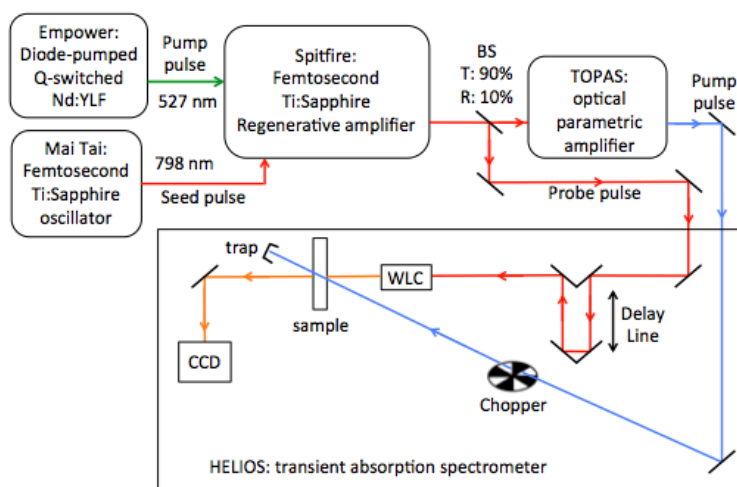 Empower:
Diode-pumped
Q-switched
Nd:YLF
Pump
pulse
527 nm
Spitfire:
Femtosecond
Ti:Sapphire
Regenerative amplifier
BS
T: 90%
R: 10%
TOPAS:
optical
parametric
amplifier
Pump
pulse
Mai Tai:
Femtosecond
Ti:Sapphire
oscillator
798 nm
Seed pulse
Probe pulse
trap
WLC
sample
Delay
Line
CCD
Chopper
HELIOS: transient absorption spectrometer